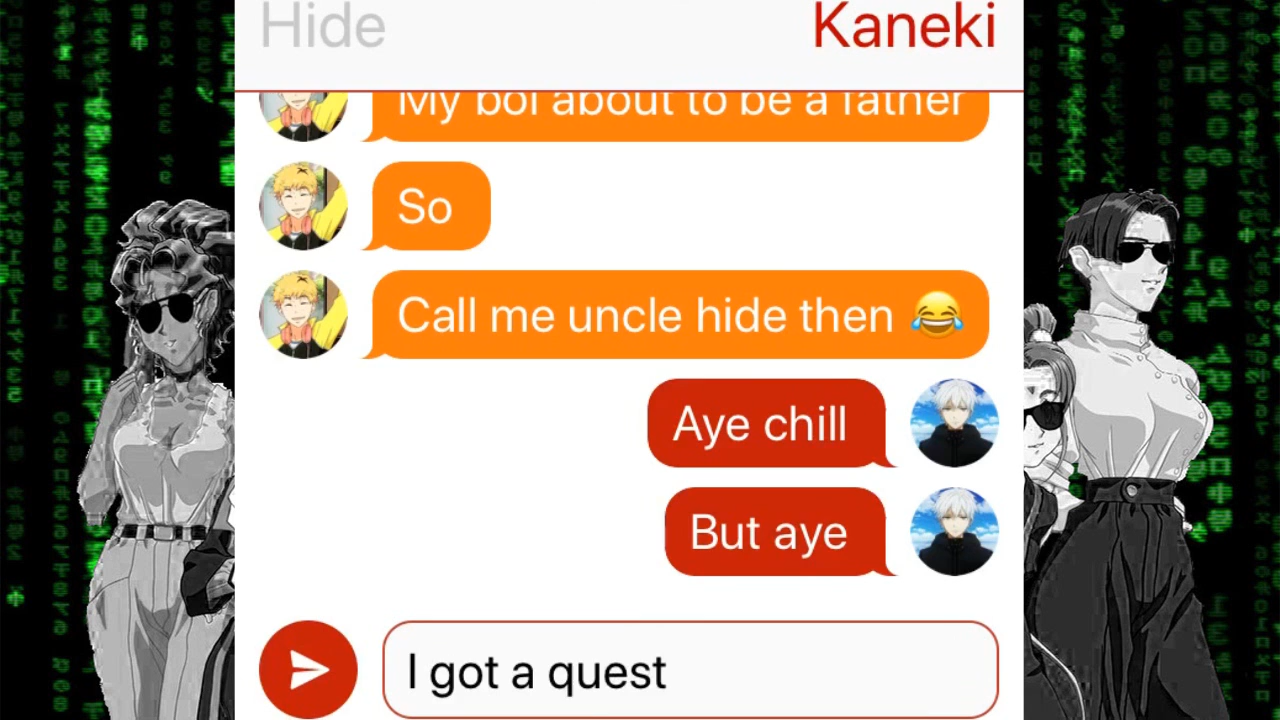 Hide
Kaneki
My boi about to be a father
So
Call me uncle hide then 😂
Aye chill
But aye
I got a quest